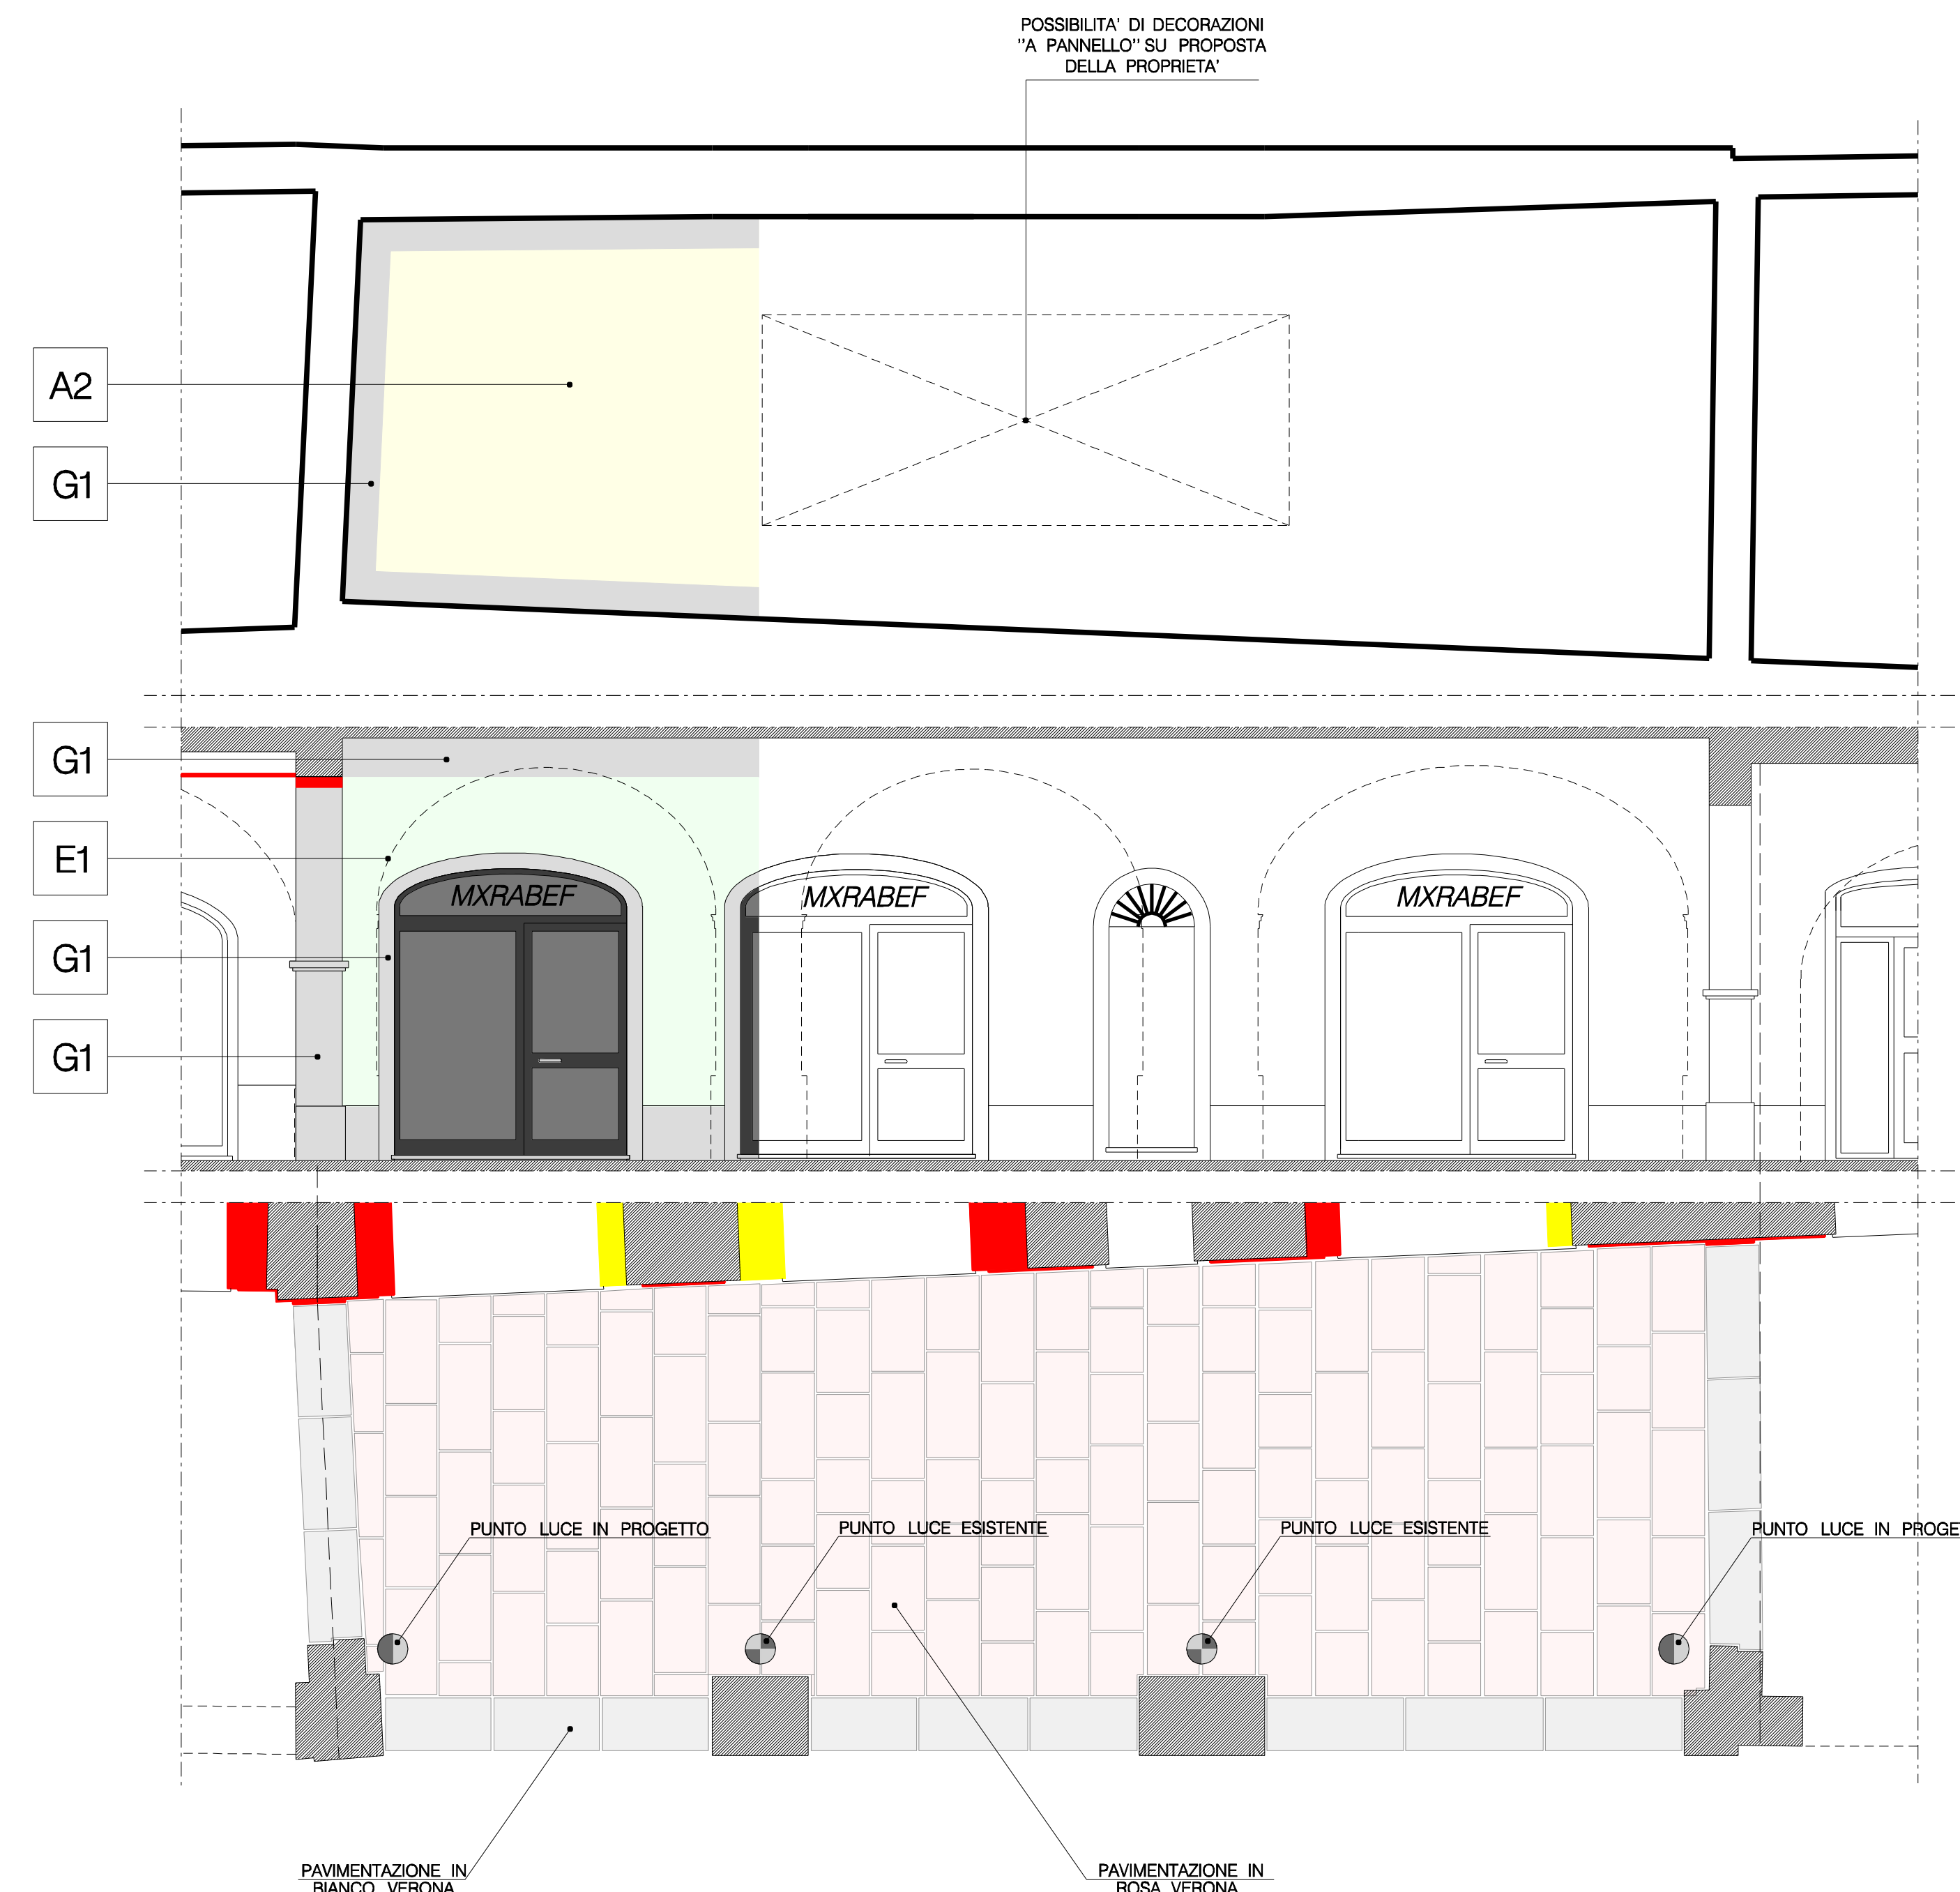 POSSIBILITA' DI DECORAZIONI
"A PANNELLO" SU PROPOSTA
DELLA PROPRIETA'
A2
G1
G1
E1
G1
G1
MXRABEF
MXRABEF
MXRABEF
PUNTO LUCE IN PROGETTO
PUNTO LUCE ESISTENTE
PUNTO LUCE ESISTENTE
PUNTO LUCE IN PROGE
PAVIMENTAZIONE IN
BIANCO VERONA
PAVIMENTAZIONE IN
ROSA VERONA